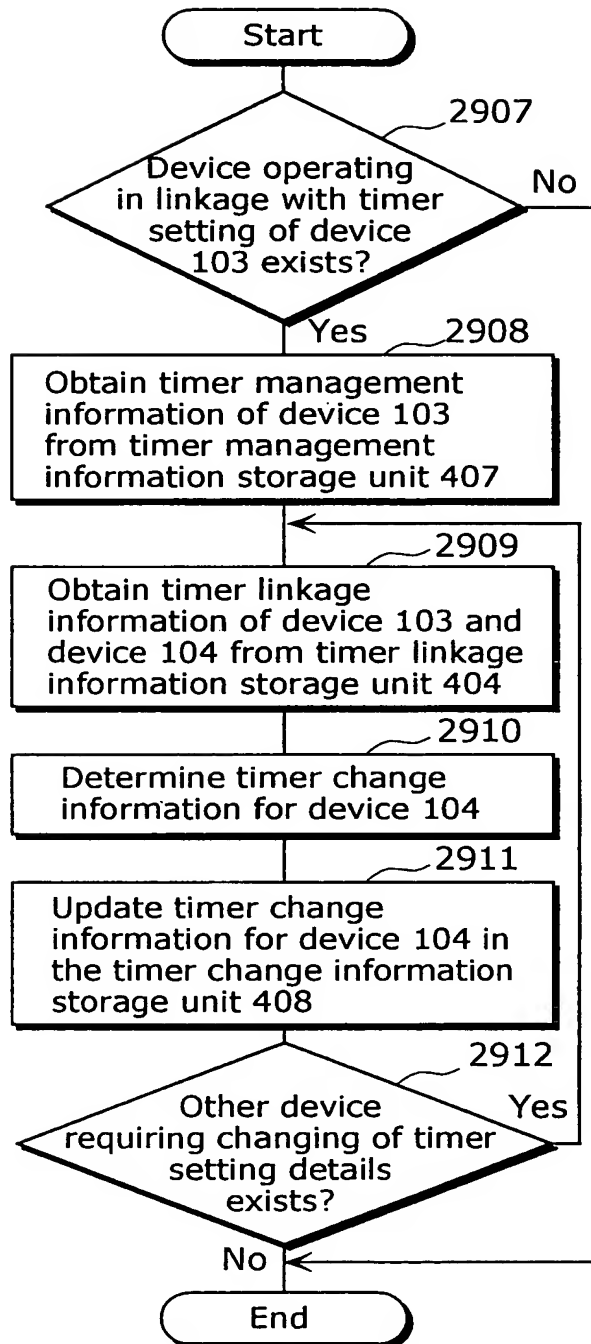 Start
2907
Device operating
in linkage with timer
setting of device
103 exists?
No
Yes
2908
Obtain timer management
information of device 103
from timer management
information storage unit 407
2909
Obtain timer linkage
information of device 103 and
device 104 from timer linkage
information storage unit 404
2910
Determine timer change
information for device 104
2911
Update timer change
information for device 104 in
the timer change information
storage unit 408
2912
Other device
requiring changing of timer
setting details
exists?
Yes
No
End